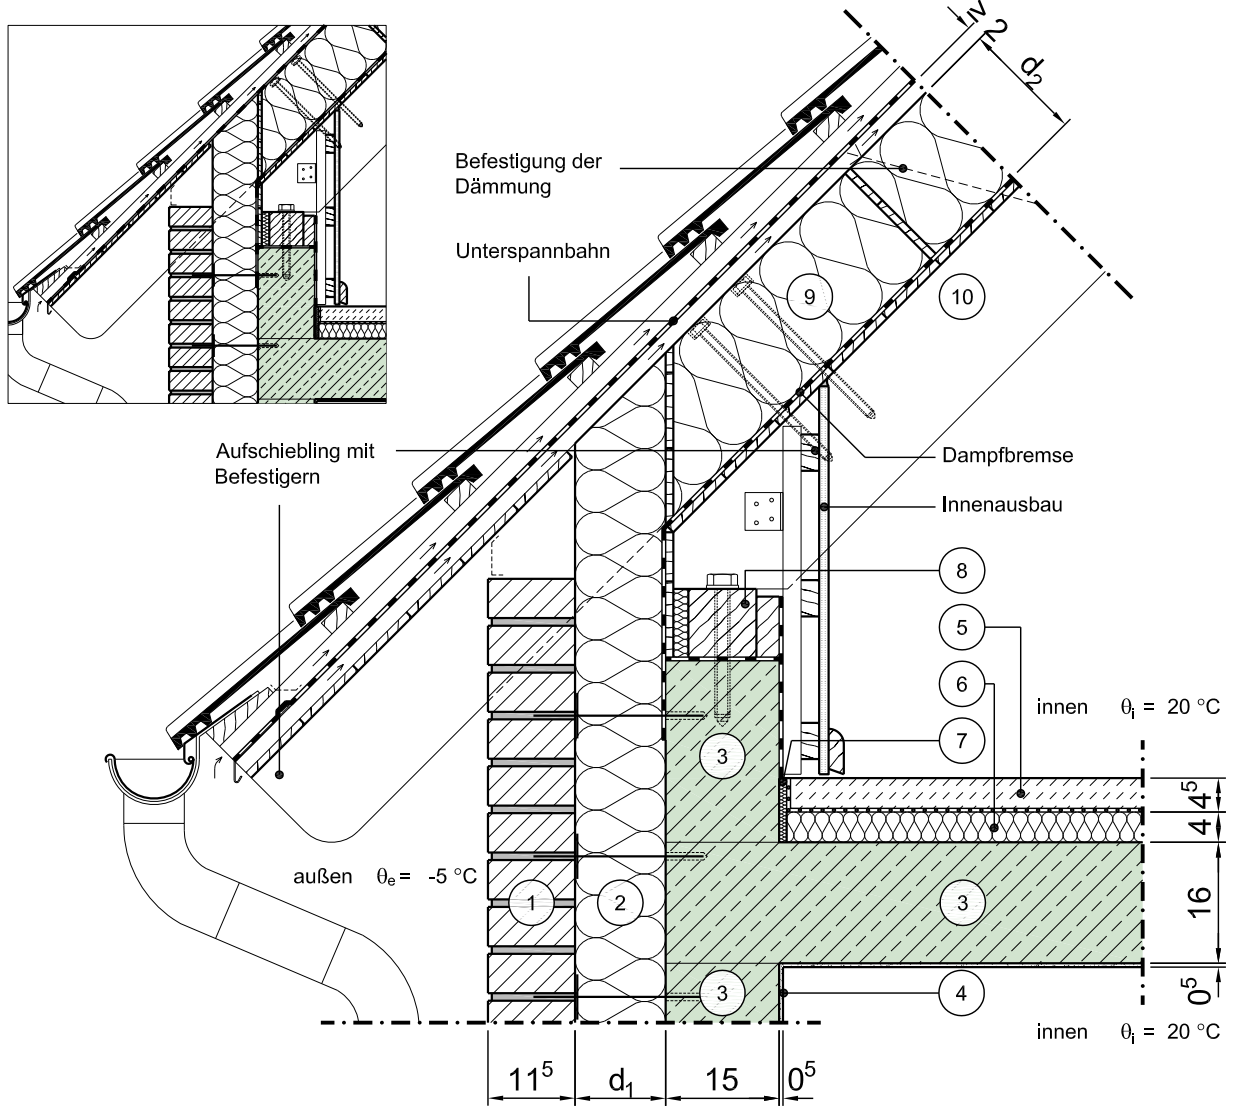 ≥ 2
d₂
Befestigung der
Dämmung
Unterspannbahn
9
10
Aufschiebling mit
Befestigern
Dampfbremse
Innenausbau
8
5
6
innen θᵢ = 20 °C
7
3
4⁵
4
außen θₑ = -5 °C
1
2
3
16
3
4
0⁵
innen θᵢ = 20 °C
11⁵
d₁
15
0⁵